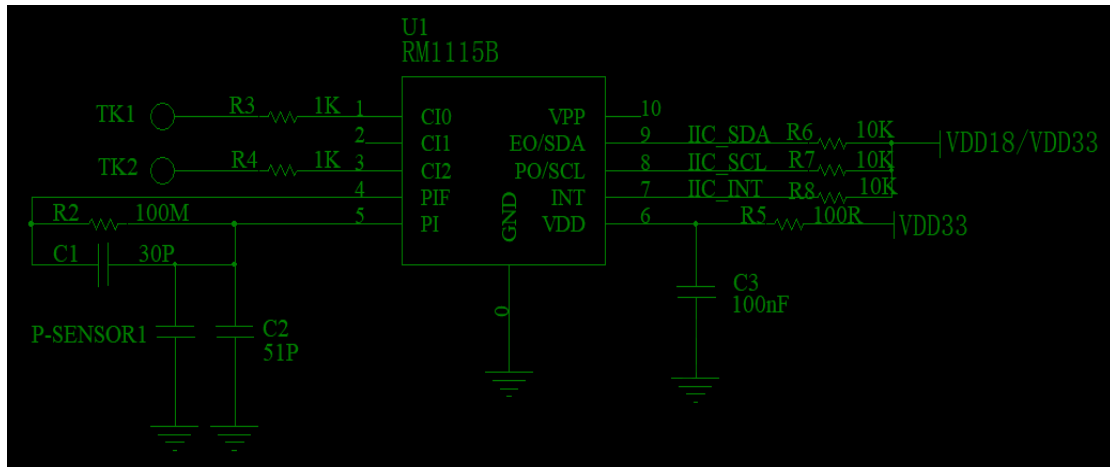 U1
RM1115B
TK1 R3 1K 1 CI0 VPP 10
2 CI1 EO/SDA 9 IIC_SDA R6 10K VDD18/VDD33
TK2 R4 1K 3 CI2 PO/SCL 8 IIC_SCL R7 10K
4 PIF INT 7 IIC_INT R8 10K
R2 100M 5 PI GND VDD 6 R5 100R VDD33
C1 30P
0
C3
100nF
P-SENSOR1 C2
51P